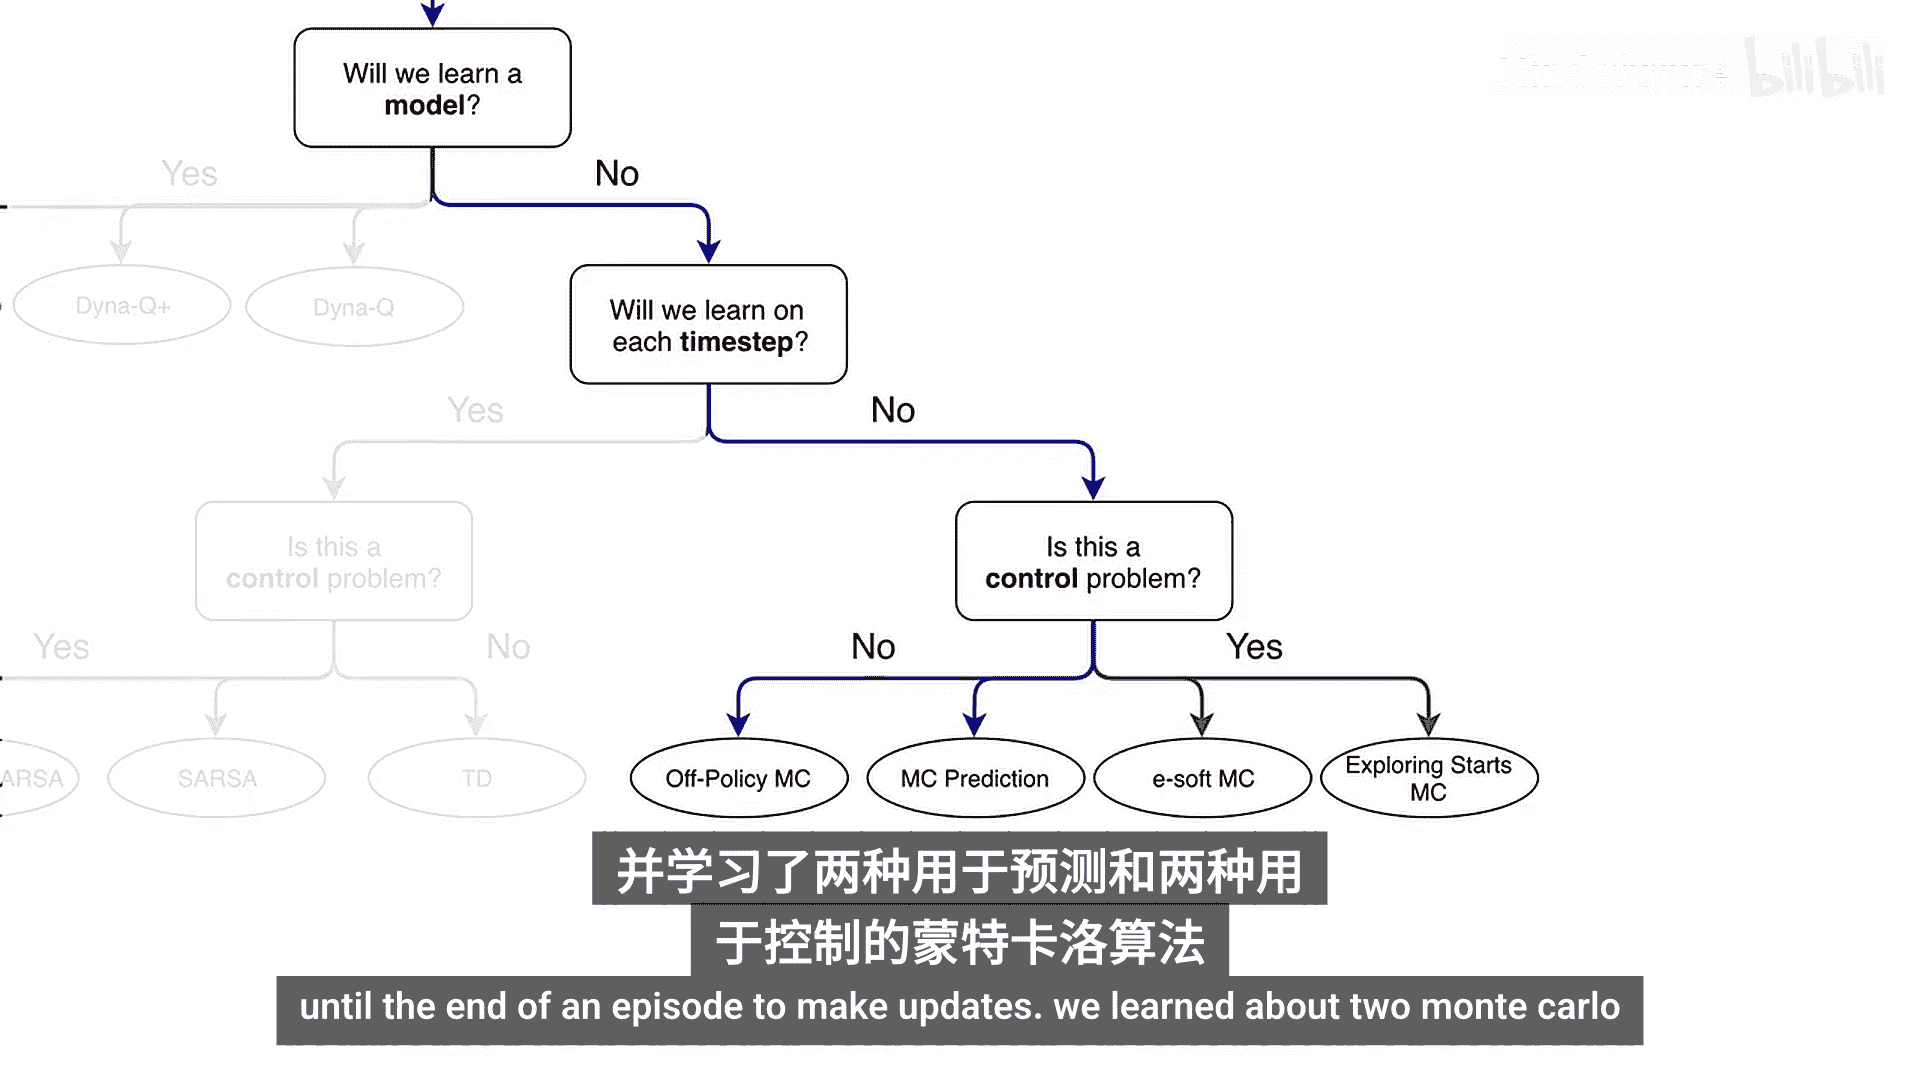 bilibili
Will we learn a
model?
Yes
No
Dyna-Q+
Dyna-Q
Will we learn on
each timestep?
Yes
No
Is this a
control problem?
Is this a
control problem?
Yes
No
No
Yes
ARSA
SARSA
TD
Off-Policy MC
MC Prediction
e-soft MC
Exploring Starts
MC
并学习了两种用于预测和两种用
于控制的蒙特卡洛算法
until the end of an episode to make updates. we learned about two monte carlo